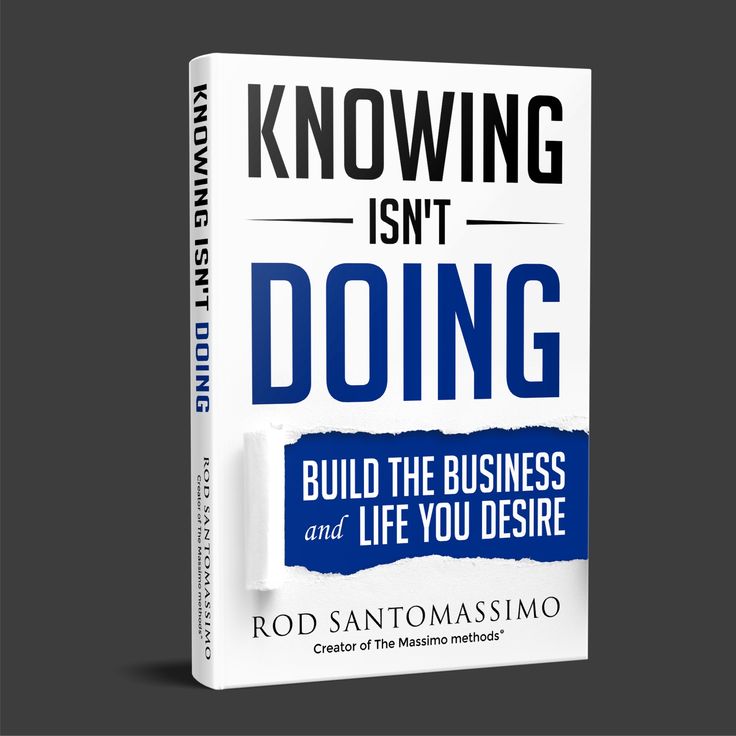 KNOWING
ISN'T
DOING
BUILD THE BUSINESS
and LIFE YOU DESIRE
ROD SANTOMASSIMO
Creator of The Massimo methods®
KNOWING ISN'T DOING
ROD SANTOMASSIMO
Creator of The Massimo methods®